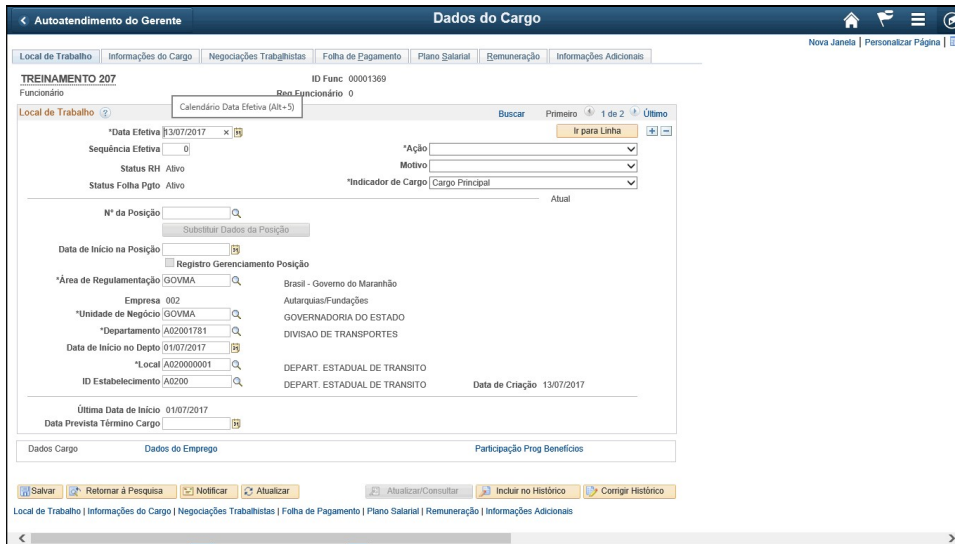 Autoatendimento do Gerente
Dados do Cargo
Nova Janela | Personalizar Página |
Local de Trabalho Informações do Cargo Negociações Trabalhistas Folha de Pagamento Plano Salarial Remuneração Informações Adicionais
TREINAMENTO 207 ID Func 00001369
Funcionário Reg Funcionário 0
Calendário Data Efetiva (Alt+5)
Local de Trabalho ? Buscar Primeiro 1 de 2 Último
*Data Efetiva 13/07/2017 × 31 Ir para Linha + −
Sequência Efetiva 0 *Ação
Status RH Ativo Motivo
Status Folha Pgto Ativo *Indicador de Cargo Cargo Principal
Atual
Nº da Posição
Substituir Dados da Posição
Data de Início na Posição 31
Registro Gerenciamento Posição
*Área de Regulamentação GOVMA Brasil - Governo do Maranhão
Empresa 002 Autarquias/Fundações
*Unidade de Negócio GOVMA GOVERNADORIA DO ESTADO
*Departamento A02001781 DIVISAO DE TRANSPORTES
Data de Início no Depto 01/07/2017 31
*Local A020000001 DEPART. ESTADUAL DE TRANSITO
ID Estabelecimento A0200 DEPART. ESTADUAL DE TRANSITO Data de Criação 13/07/2017
Última Data de Início 01/07/2017
Data Prevista Término Cargo 31
Dados Cargo Dados do Emprego Participação Prog Benefícios
Salvar Retornar à Pesquisa Notificar Atualizar Atualizar/Consultar Incluir no Histórico Corrigir Histórico
Local de Trabalho | Informações do Cargo | Negociações Trabalhistas | Folha de Pagamento | Plano Salarial | Remuneração | Informações Adicionais